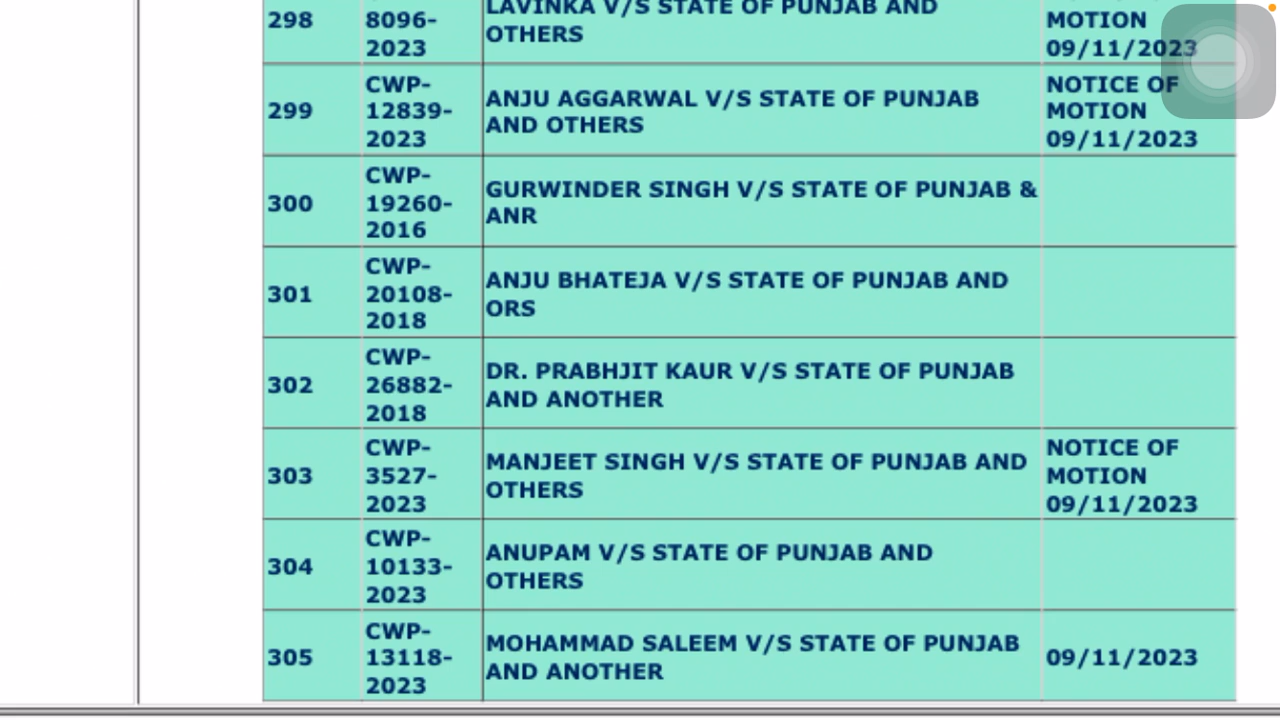 298
8096-
2023
LAVINKA V/S STATE OF PUNJAB AND
OTHERS
MOTION
09/11/2023
299
CWP-
12839-
2023
ANJU AGGARWAL V/S STATE OF PUNJAB
AND OTHERS
NOTICE OF
MOTION
09/11/2023
300
CWP-
19260-
2016
GURWINDER SINGH V/S STATE OF PUNJAB &
ANR
301
CWP-
20108-
2018
ANJU BHATEJA V/S STATE OF PUNJAB AND
ORS
302
CWP-
26882-
2018
DR. PRABHJIT KAUR V/S STATE OF PUNJAB
AND ANOTHER
303
CWP-
3527-
2023
MANJEET SINGH V/S STATE OF PUNJAB AND
OTHERS
NOTICE OF
MOTION
09/11/2023
304
CWP-
10133-
2023
ANUPAM V/S STATE OF PUNJAB AND
OTHERS
305
CWP-
13118-
2023
MOHAMMAD SALEEM V/S STATE OF PUNJAB
AND ANOTHER
09/11/2023